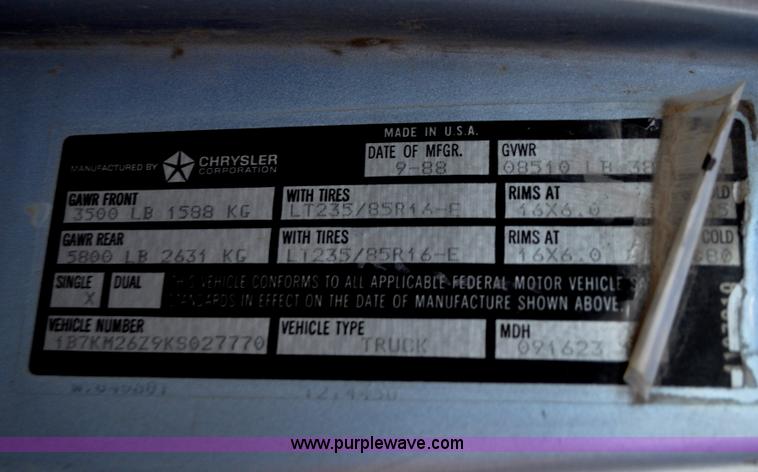 MADE IN U.S.A.
MANUFACTURED BY CHRYSLER CORPORATION
DATE OF MFGR. 9-88
GVWR 08510 LB
GAWR FRONT 3500 LB 1588 KG
WITH TIRES LT235/85R16-E
RIMS AT 16X6.0
GAWR REAR 5800 LB 2631 KG
WITH TIRES LT235/85R16-E
RIMS AT 16X6.0 COLD
SINGLE X DUAL
THIS VEHICLE CONFORMS TO ALL APPLICABLE FEDERAL MOTOR VEHICLE
STANDARDS IN EFFECT ON THE DATE OF MANUFACTURE SHOWN ABOVE.
VEHICLE NUMBER 1B7KM26Z9KS027770
VEHICLE TYPE TRUCK
MDH 091623
www.purplewave.com